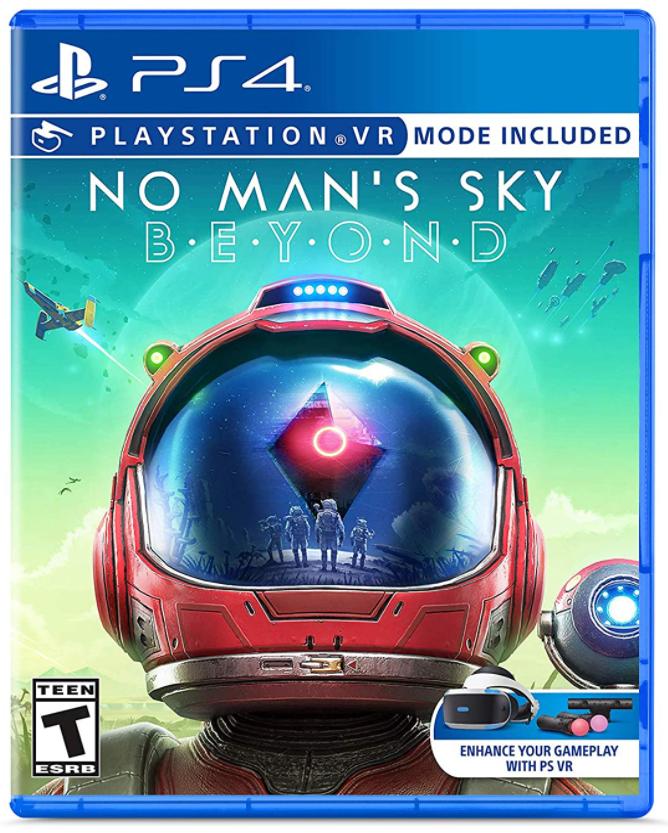 PS4®
PLAYSTATION®VR MODE INCLUDED
NO MAN'S SKY
B·E·Y·O·N·D
TEEN
T
ESRB
ENHANCE YOUR GAMEPLAY
WITH PS VR